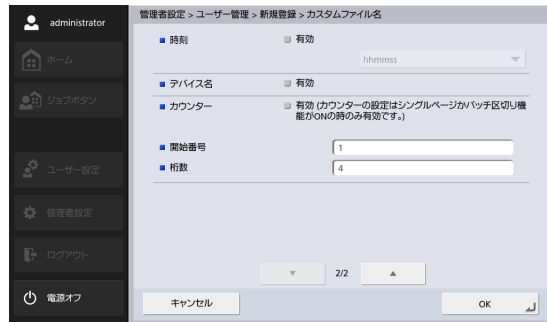 administrator
ホーム
ジョブボタン
ユーザー設定
管理者設定
ログアウト
電源オフ
管理者設定 > ユーザー管理 > 新規登録 > カスタムファイル名
時刻
有効
hhmmss
デバイス名
有効
カウンター
有効 (カウンターの設定はシングルページかバッチ区切り機
能がONの時のみ有効です。)
開始番号
1
桁数
4
2/2
キャンセル
OK